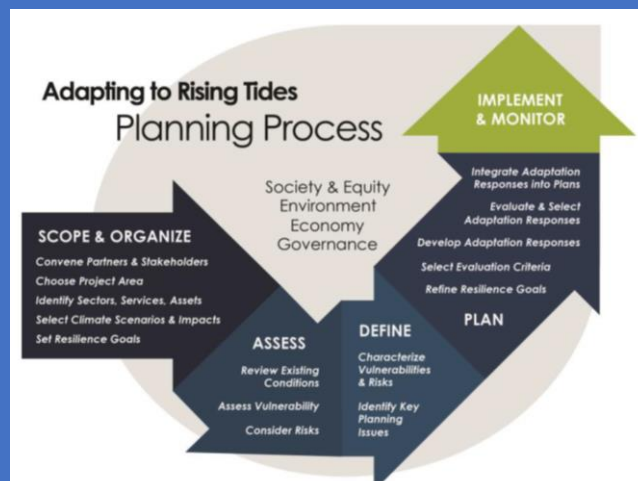 Adapting to Rising Tides
Planning Process
Society & Equity
Environment
Economy
Governance
SCOPE & ORGANIZE
Convene Partners & Stakeholders
Choose Project Area
Identify Sectors, Services, Assets
Select Climate Scenarios & Impacts
Set Resilience Goals
ASSESS
Review Existing
Conditions
Assess Vulnerability
Consider Risks
DEFINE
Characterize
Vulnerabilities
& Risks
Identify Key
Planning
Issues
PLAN
Refine Resilience Goals
Select Evaluation Criteria
Develop Adaptation Responses
Evaluate & Select
Adaptation Responses
Integrate Adaptation
Responses into Plans
IMPLEMENT
& MONITOR